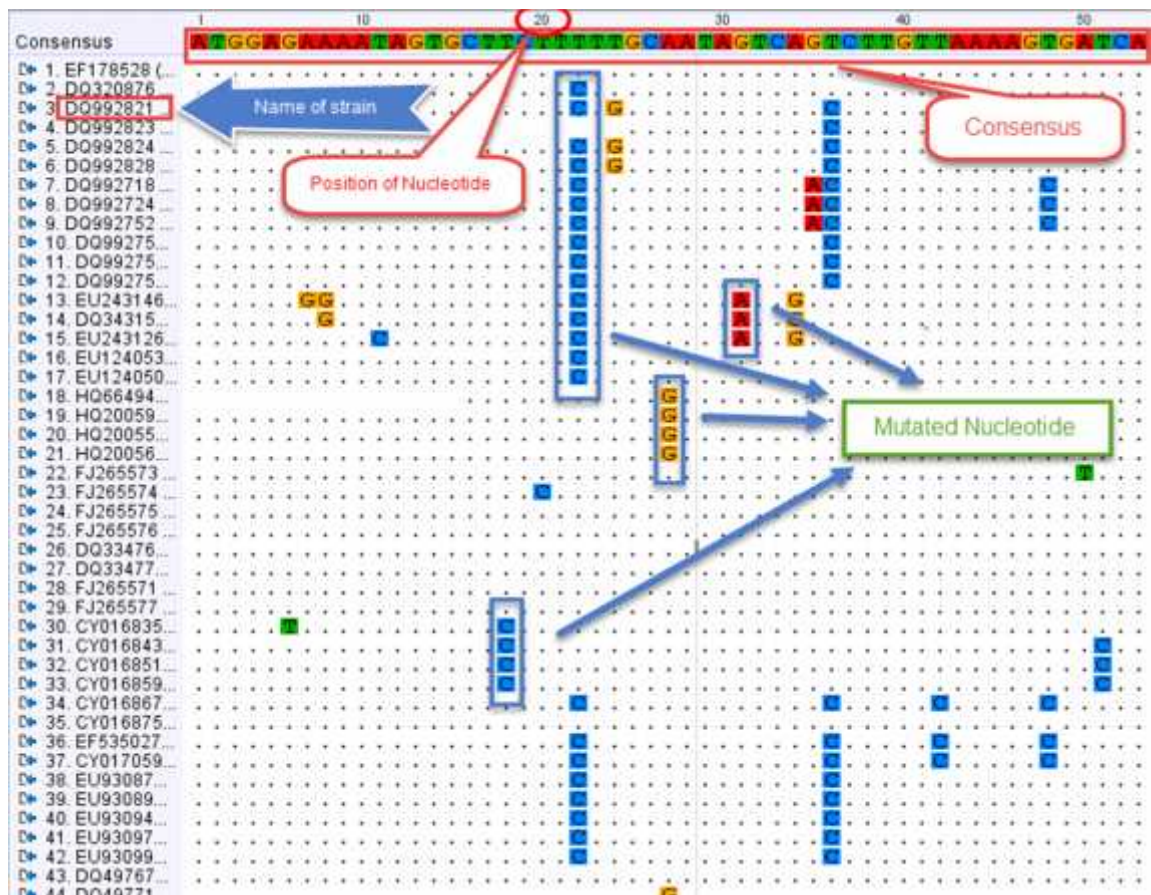 1 10 20 30 40 50
Consensus ATGGAGAAAATAGTGCTTCTTTTTGCAATAGTCAGTCTTGTTAAAAGTGATCA
1. EF178528 (...
2. DQ320876 C
3. DQ992821 C G C
Name of strain
4. DQ992823 C
Consensus
5. DQ992824 C G C
6. DQ992828 C G C
Position of Nucleotide
7. DQ992718 C A C C
8. DQ992724 C A C C
9. DQ992752 C A C C
10. DQ99275... C C
11. DQ99275... C C
12. DQ99275... C C
13. EU243146... G G C A G
14. DQ34315... G C A G
15. EU243126... C C A G
16. EU124053... C
17. EU124050... C
18. HQ66494... G
19. HQ20059... G
Mutated Nucleotide
20. HQ20055... G
21. HQ20056... G
22. FJ265573 ... T
23. FJ265574 ... C
24. FJ265575 ...
25. FJ265576 ...
26. DQ33476...
27. DQ33477...
28. FJ265571 ...
29. FJ265577 ...
30. CY016835... T C
31. CY016843... C C
32. CY016851... C C
33. CY016859... C C
34. CY016867... C C C C
35. CY016875...
36. EF535027... C C C C
37. CY017059... C C C C
38. EU93087... C C
39. EU93089... C C
40. EU93094... C C
41. EU93097... C C
42. EU93099... C C
43. DQ49767...
44. DQ49771... G